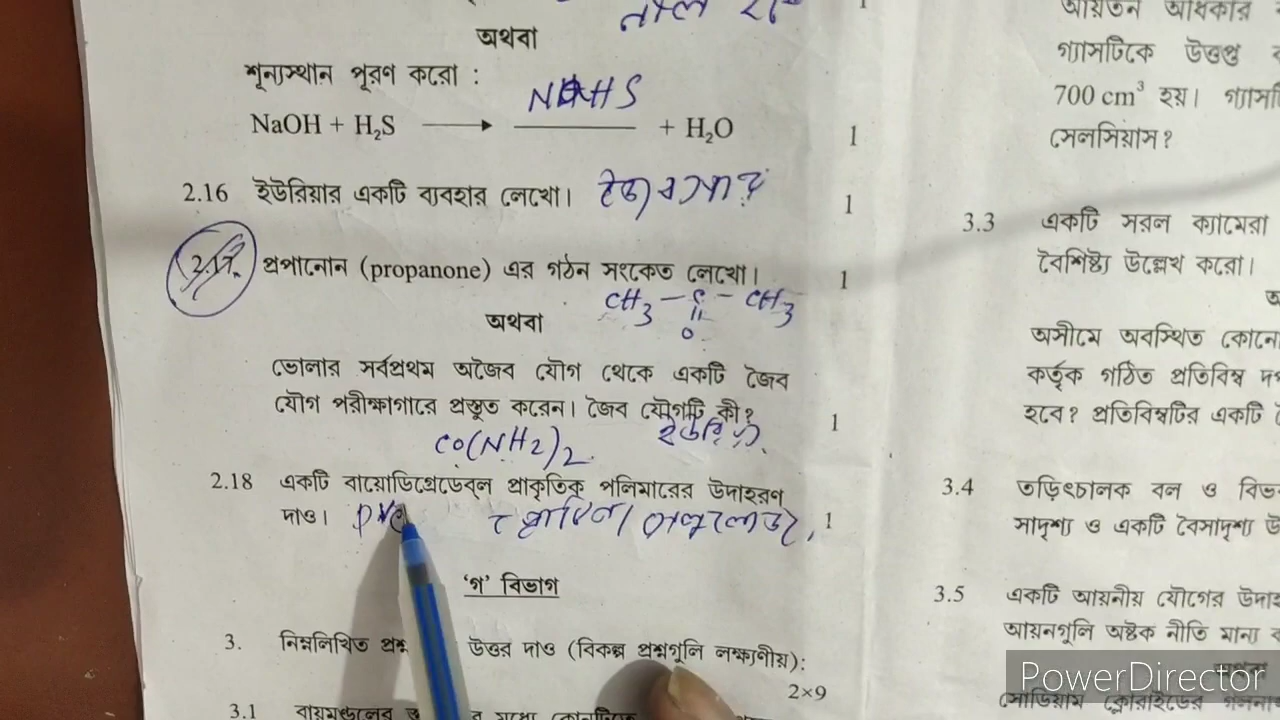 অথবা
শূন্যস্থান পূরণ করো :
NaHS
NaOH + H₂S ⟶ ______ + H₂O 1
2.16 ইউরিয়ার একটি ব্যবহার লেখো। 1
2.17 প্রপানোন (propanone) এর গঠন সংকেত লেখো। 1
CH₃ – C – CH₃
||
O
অথবা
ভোলার সর্বপ্রথম অজৈব যৌগ থেকে একটি জৈব
যৌগ পরীক্ষাগারে প্রস্তুত করেন। জৈব যৌগটি কী? 1
ইউরিয়া
CO(NH2)2
2.18 একটি বায়োডিগ্রেডেব্‌ল প্রাকৃতিক পলিমারের উদাহরণ
দাও। 1
‘গ’ বিভাগ
3. নিম্নলিখিত উত্তর দাও (বিকল্প প্রশ্নগুলি লক্ষ্যণীয়):
2×9
3.1
আয়তন অধিকার
গ্যাসটিকে উত্তপ্ত
700 cm³ হয়।
সেলসিয়াস?
3.3 একটি সরল ক্যামেরা
বৈশিষ্ট্য উল্লেখ করো।
অসীমে অবস্থিত কোনো
কর্তৃক গঠিত প্রতিবিম্ব
হবে? প্রতিবিম্বটির একটি
3.4 তড়িৎচালক বল ও
সাদৃশ্য ও একটি বৈসাদৃশ্য
3.5 একটি আয়নীয় যৌগের
আয়নগুলি অষ্টক নীতি মান্য
অথবা
সোডিয়াম ক্লোরাইডের
PowerDirector